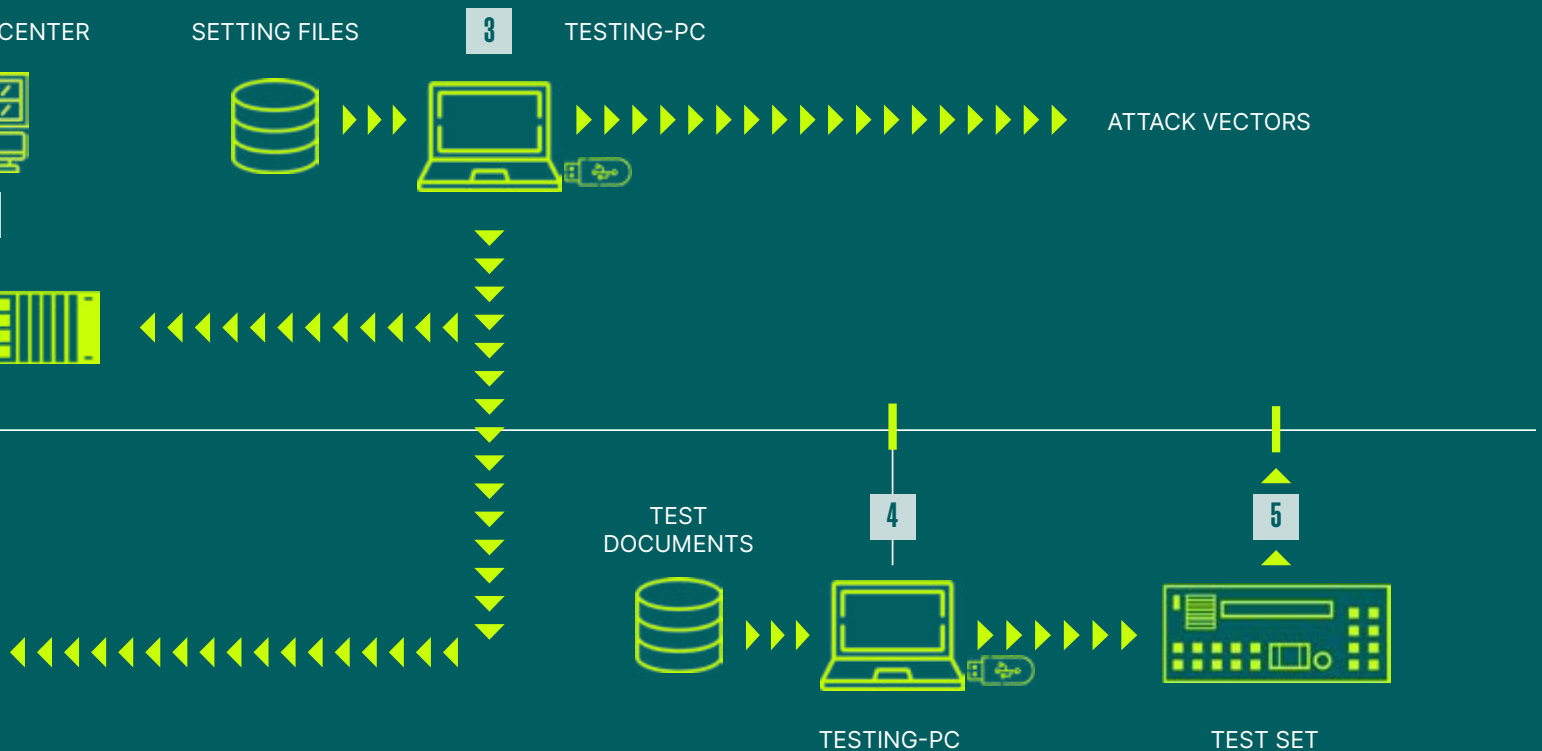 CENTER
SETTING FILES
3
TESTING-PC
ATTACK VECTORS
TEST
DOCUMENTS
4
5
TESTING-PC
TEST SET